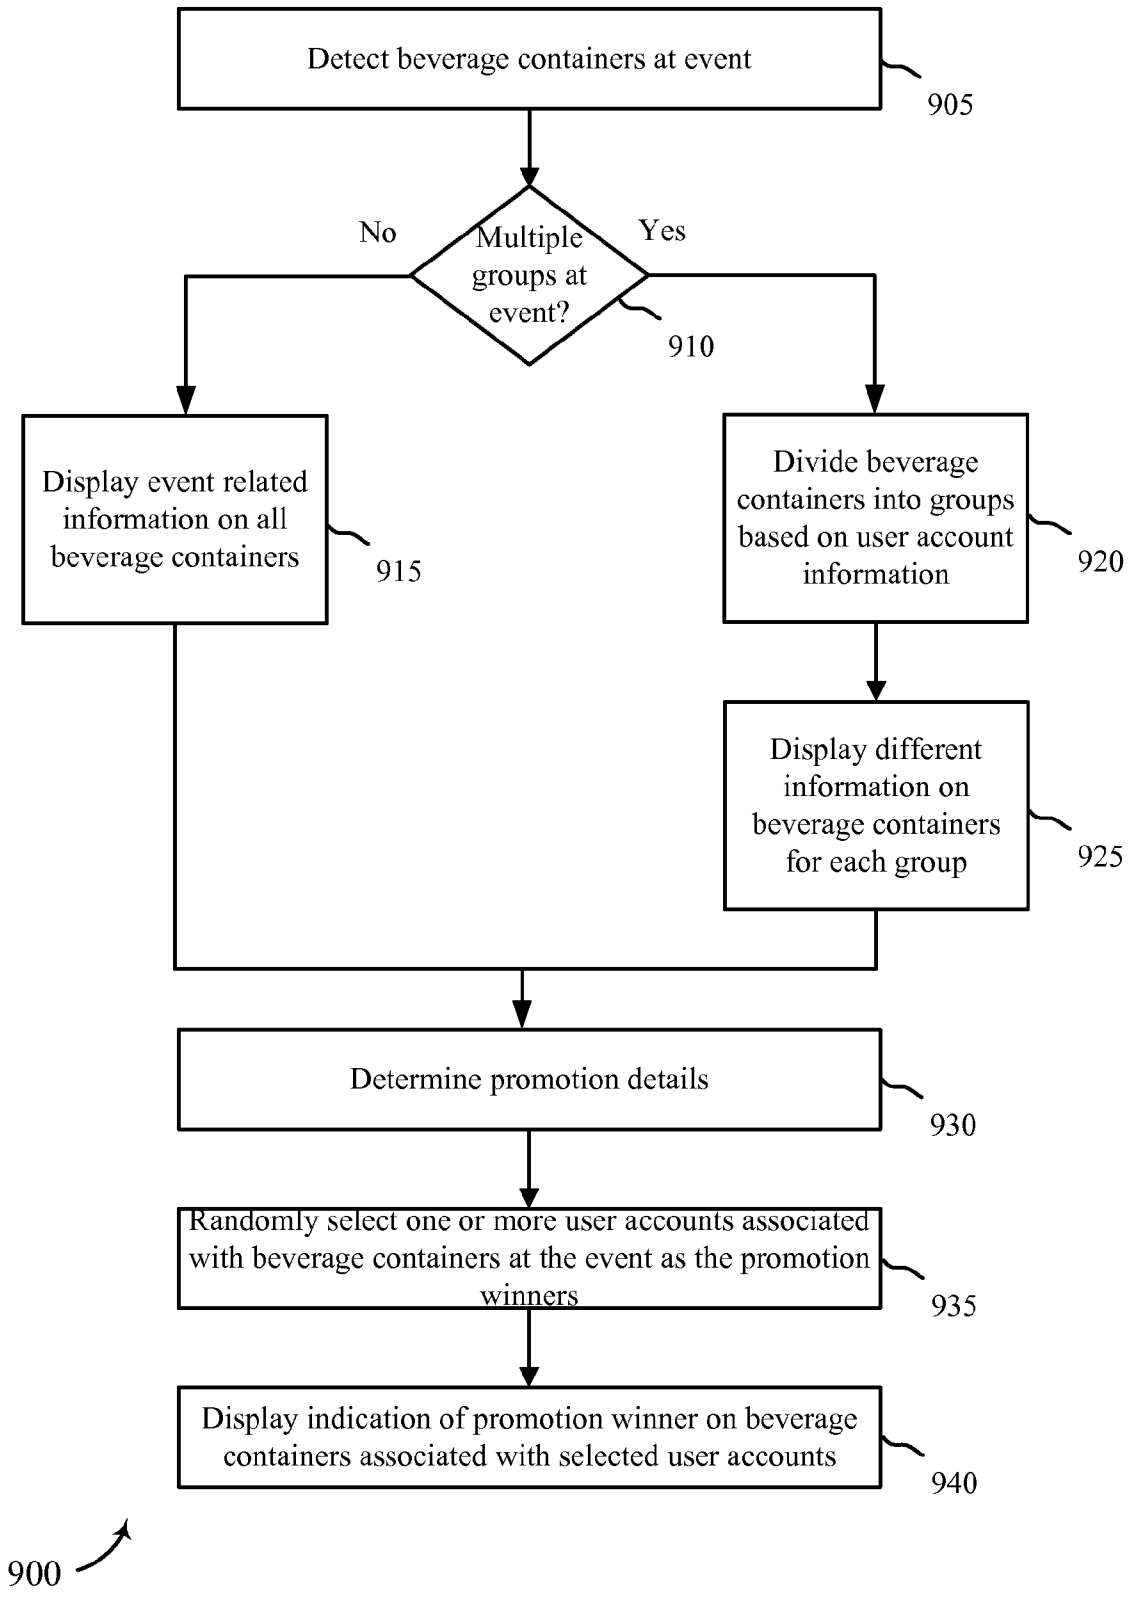 Detect beverage containers at event
905
No
Yes
Multiple
groups at
event?
910
Display event related
information on all
beverage containers
915
Divide beverage
containers into groups
based on user account
information
920
Display different
information on
beverage containers
for each group
925
Determine promotion details
930
Randomly select one or more user accounts associated
with beverage containers at the event as the promotion
winners
935
Display indication of promotion winner on beverage
containers associated with selected user accounts
940
900